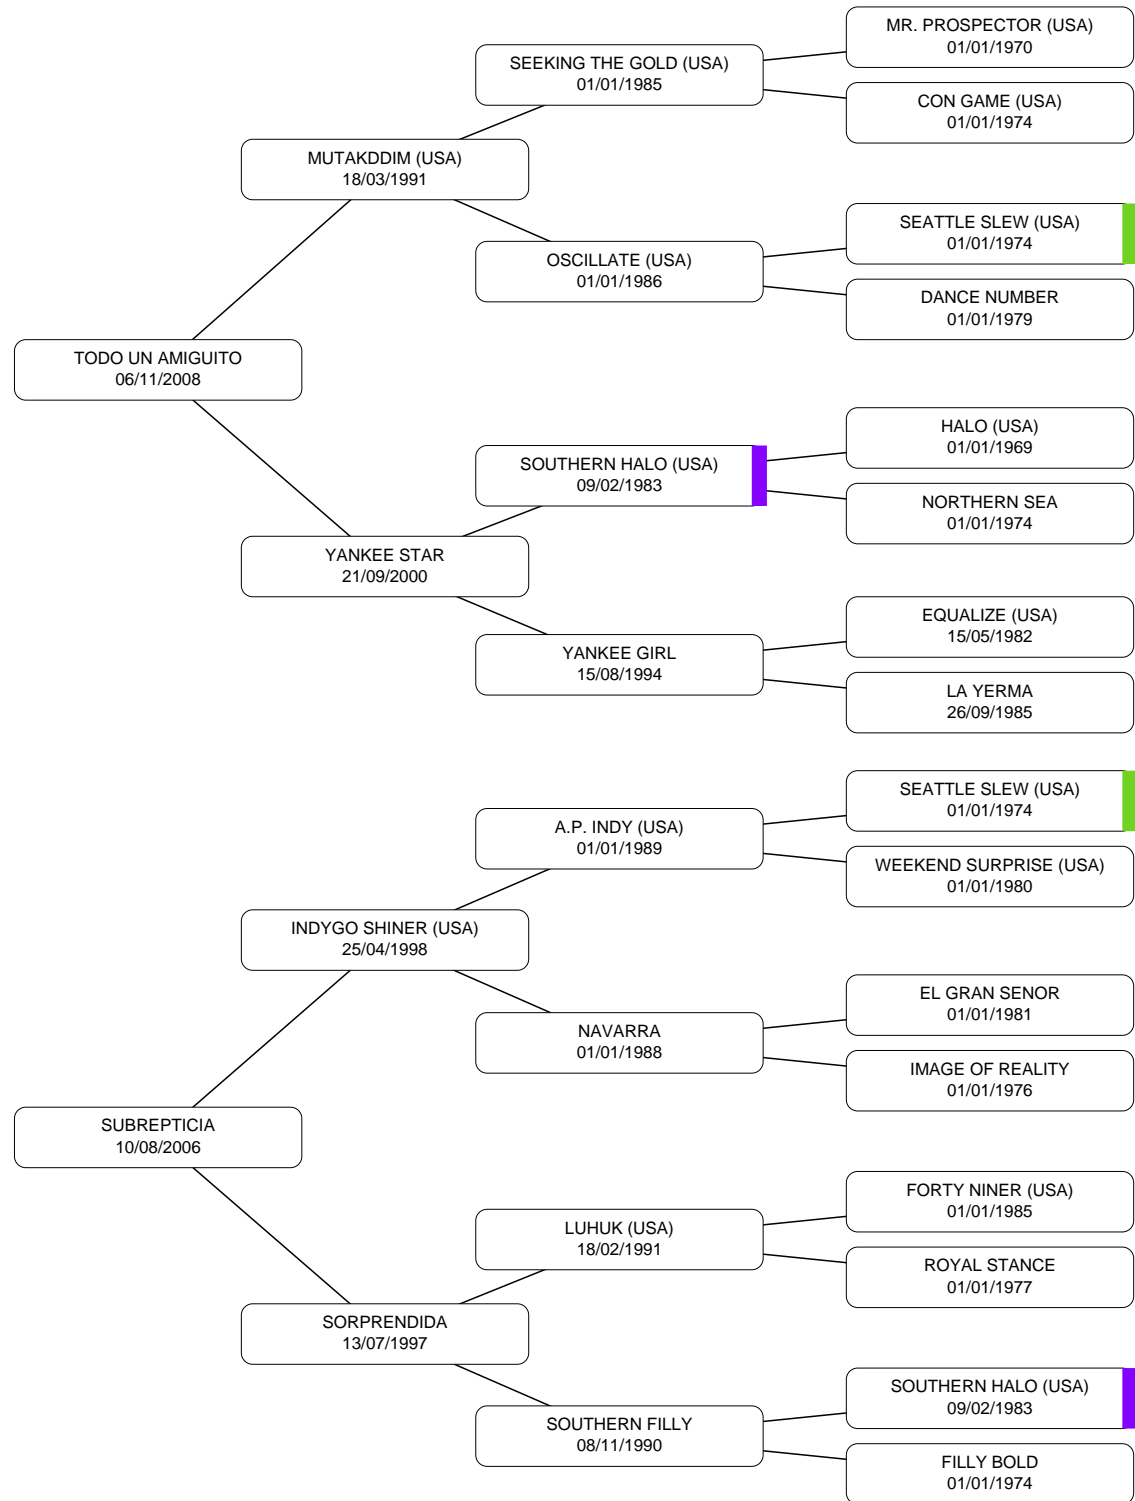 MR. PROSPECTOR (USA)
01/01/1970
SEEKING THE GOLD (USA)
01/01/1985
CON GAME (USA)
01/01/1974
MUTAKDDIM (USA)
18/03/1991
SEATTLE SLEW (USA)
01/01/1974
OSCILLATE (USA)
01/01/1986
DANCE NUMBER
01/01/1979
TODO UN AMIGUITO
06/11/2008
HALO (USA)
01/01/1969
SOUTHERN HALO (USA)
09/02/1983
NORTHERN SEA
01/01/1974
YANKEE STAR
21/09/2000
EQUALIZE (USA)
15/05/1982
YANKEE GIRL
15/08/1994
LA YERMA
26/09/1985
SEATTLE SLEW (USA)
01/01/1974
A.P. INDY (USA)
01/01/1989
WEEKEND SURPRISE (USA)
01/01/1980
INDYGO SHINER (USA)
25/04/1998
EL GRAN SENOR
01/01/1981
NAVARRA
01/01/1988
IMAGE OF REALITY
01/01/1976
SUBREPTICIA
10/08/2006
FORTY NINER (USA)
01/01/1985
LUHUK (USA)
18/02/1991
ROYAL STANCE
01/01/1977
SORPRENDIDA
13/07/1997
SOUTHERN HALO (USA)
09/02/1983
SOUTHERN FILLY
08/11/1990
FILLY BOLD
01/01/1974